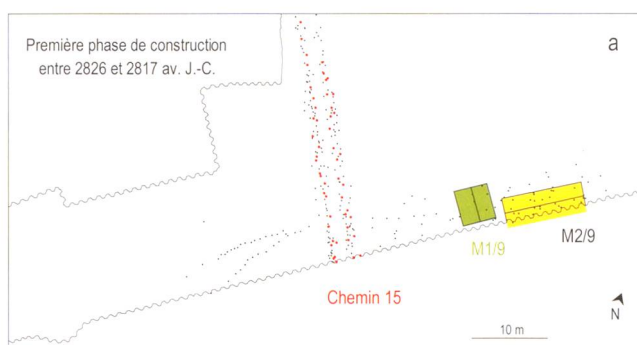 Première phase de construction
entre 2826 et 2817 av. J.-C.
a
M1/9
M2/9
Chemin 15
N
10 m